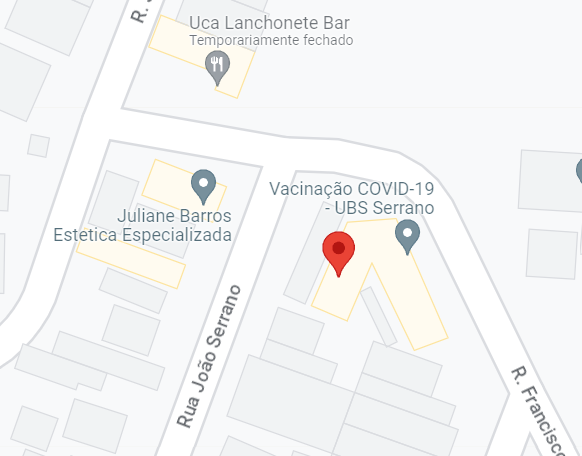 R. J
Uca Lanchonete Bar
Temporariamente fechado
Vacinação COVID-19
- UBS Serrano
Juliane Barros
Estetica Especializada
Rua João Serrano
R. Francisco